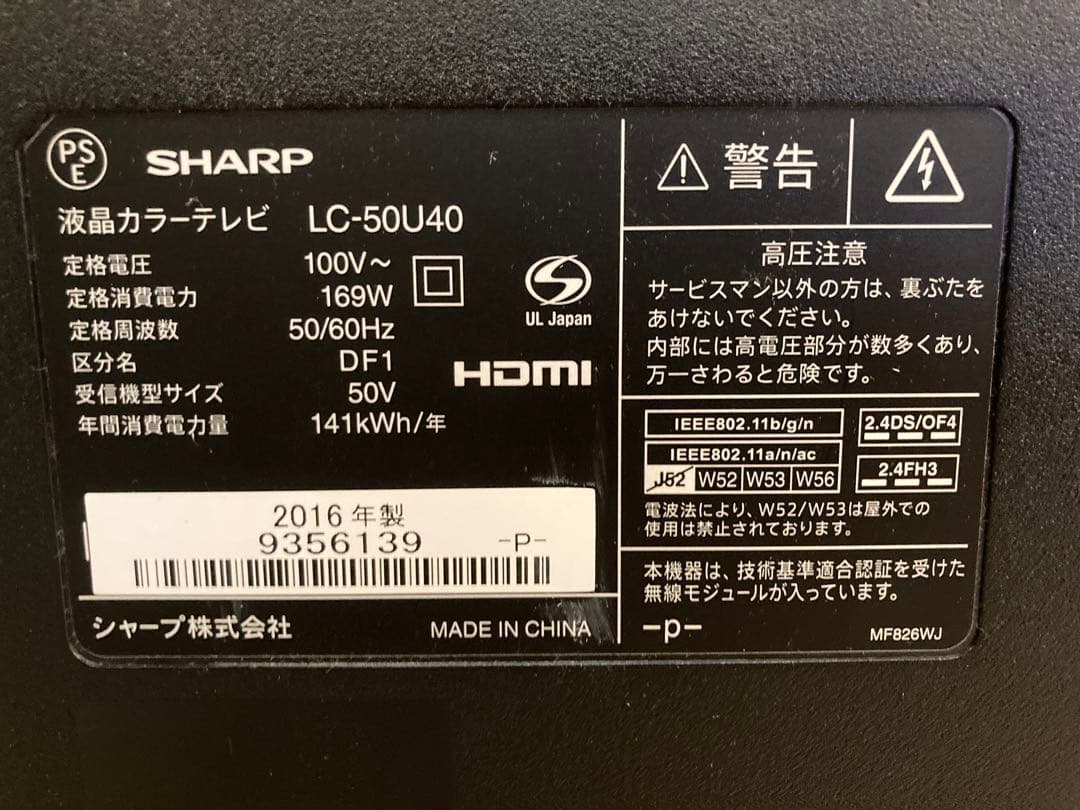 PS
E
SHARP
液晶カラーテレビ LC-50U40
定格電圧 100V~
定格消費電力 169W
定格周波数 50/60Hz
区分名 DF1
受信機型サイズ 50V
年間消費電力量 141kWh/年
UL Japan
HDMI
2016年製
9356139 -P-
シャープ株式会社 MADE IN CHINA
警告
高圧注意
サービスマン以外の方は、裏ぶたを
あけないでください。
内部には高電圧部分が数多くあり、
万一さわると危険です。
IEEE802.11b/g/n
IEEE802.11a/n/ac
J52 W52 W53 W56
2.4DS/OF4
2.4FH3
電波法により、W52/W53は屋外での
使用は禁止されております。
本機器は、技術基準適合認証を受けた
無線モジュールが入っています。
-p- MF826WJ